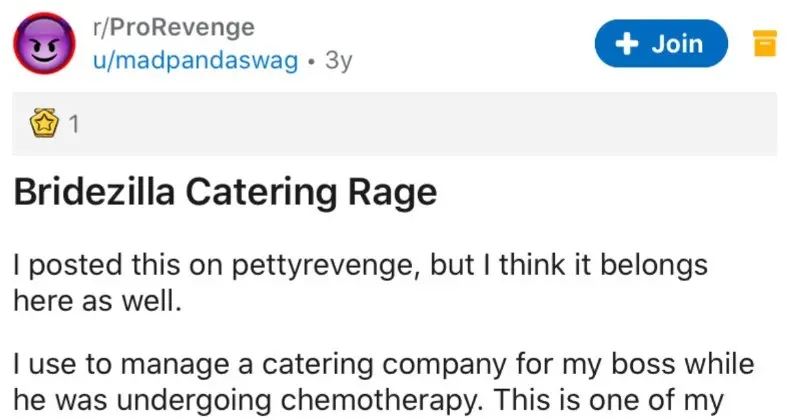 r/ProRevenge
u/madpandaswag • 3y
+ Join
1
Bridezilla Catering Rage
I posted this on pettyrevenge, but I think it belongs
here as well.
I use to manage a catering company for my boss while
he was undergoing chemotherapy. This is one of my